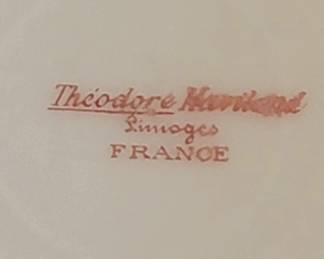 Théodore Haviland
Limoges
FRANCE